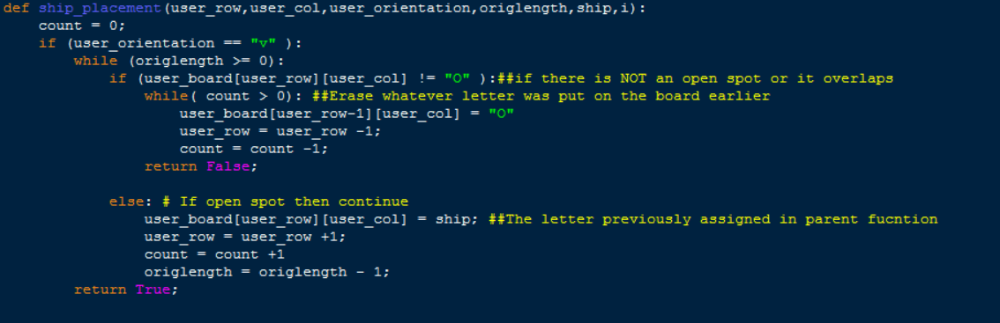 def ship_placement(user_row,user_col,user_orientation,origlength,ship,i):
    count = 0;
    if (user_orientation == "v" ):
        while (origlength >= 0):
            if (user_board[user_row][user_col] != "O" ):##if there is NOT an open spot or it overlaps
                while( count > 0): ##Erase whatever letter was put on the board earlier
                    user_board[user_row-1][user_col] = "O"
                    user_row = user_row -1;
                    count = count -1;
                return False;
            else: # If open spot then continue
                user_board[user_row][user_col] = ship; ##The letter previously assigned in parent fucntion
                user_row = user_row +1;
                count = count +1
                origlength = origlength - 1;
        return True;